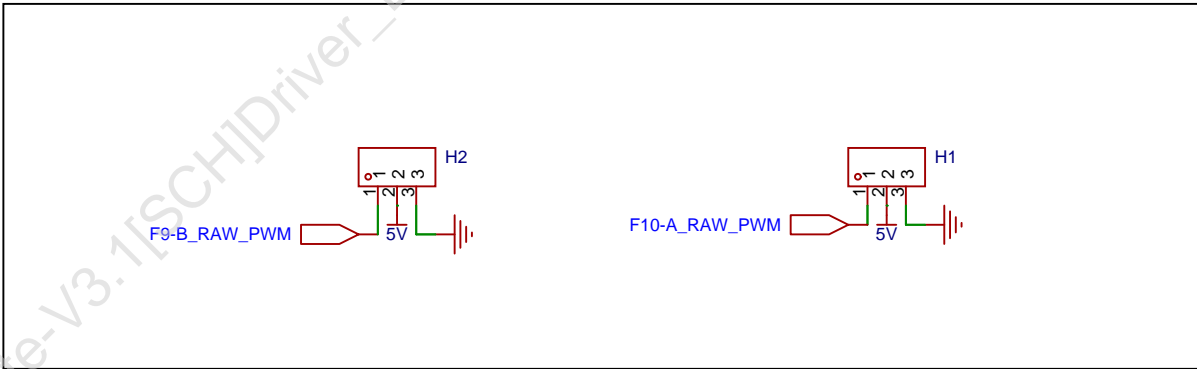 re-V3.1[SCH]Driver_
H2
1 2 3
1 2 3
F9-B_RAW_PWM
5V
H1
1 2 3
1 2 3
F10-A_RAW_PWM
5V